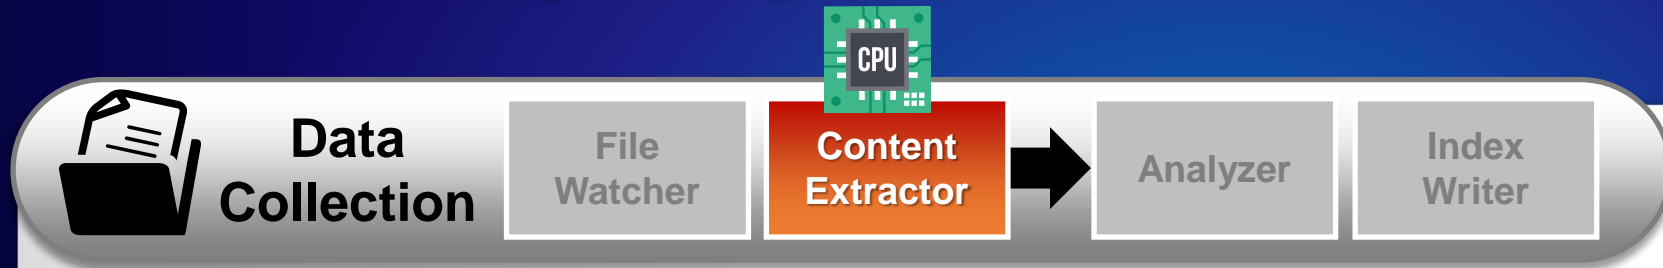 CPU
Data
Collection
File
Watcher
Content
Extractor
Analyzer
Index
Writer